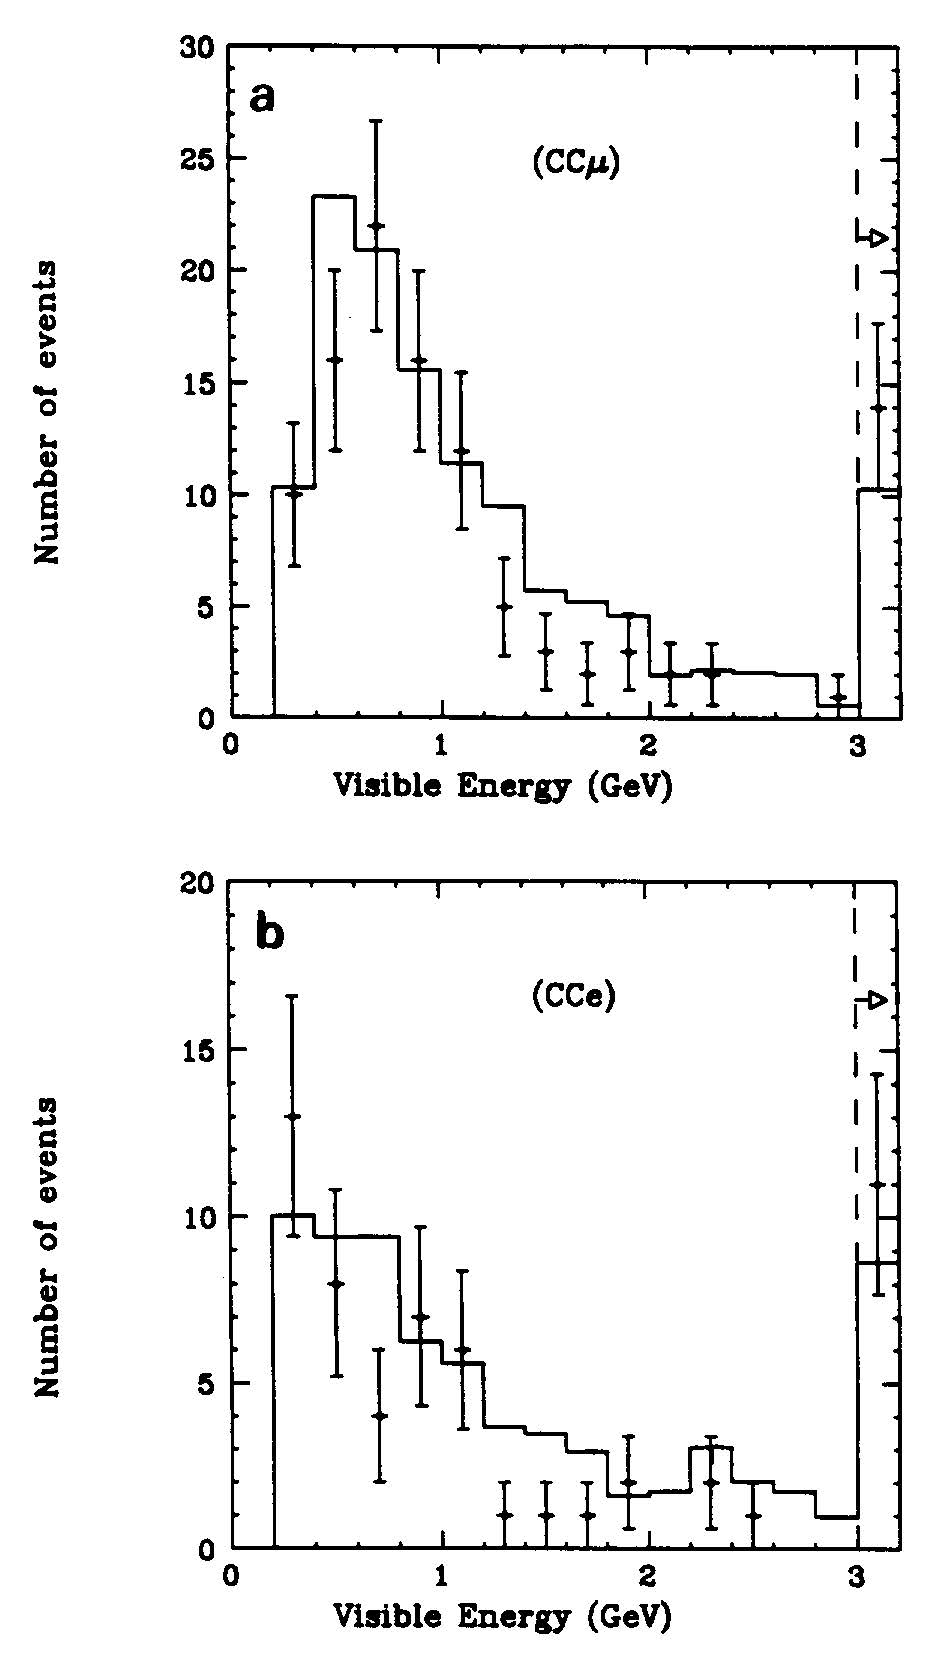 30
a
25
(CCμ)
20
15
10
5
0
0 1 2 3
Visible Energy (GeV)
Number of events
20
b
(CCe)
15
10
5
0
0 1 2 3
Visible Energy (GeV)
Number of events